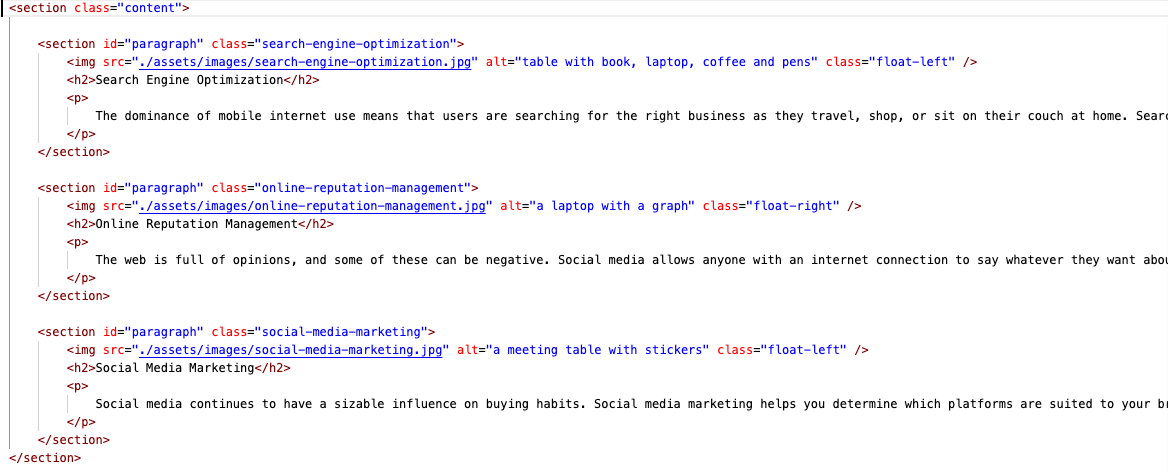 <section class="content">
<section id="paragraph" class="search-engine-optimization">
<img src="./assets/images/search-engine-optimization.jpg" alt="table with book, laptop, coffee and pens" class="float-left" />
<h2>Search Engine Optimization</h2>
<p>
The dominance of mobile internet use means that users are searching for the right business as they travel, shop, or sit on their couch at home. Sear
</p>
</section>
<section id="paragraph" class="online-reputation-management">
<img src="./assets/images/online-reputation-management.jpg" alt="a laptop with a graph" class="float-right" />
<h2>Online Reputation Management</h2>
<p>
The web is full of opinions, and some of these can be negative. Social media allows anyone with an internet connection to say whatever they want abou
</p>
</section>
<section id="paragraph" class="social-media-marketing">
<img src="./assets/images/social-media-marketing.jpg" alt="a meeting table with stickers" class="float-left" />
<h2>Social Media Marketing</h2>
<p>
Social media continues to have a sizable influence on buying habits. Social media marketing helps you determine which platforms are suited to your br
</p>
</section>
</section>